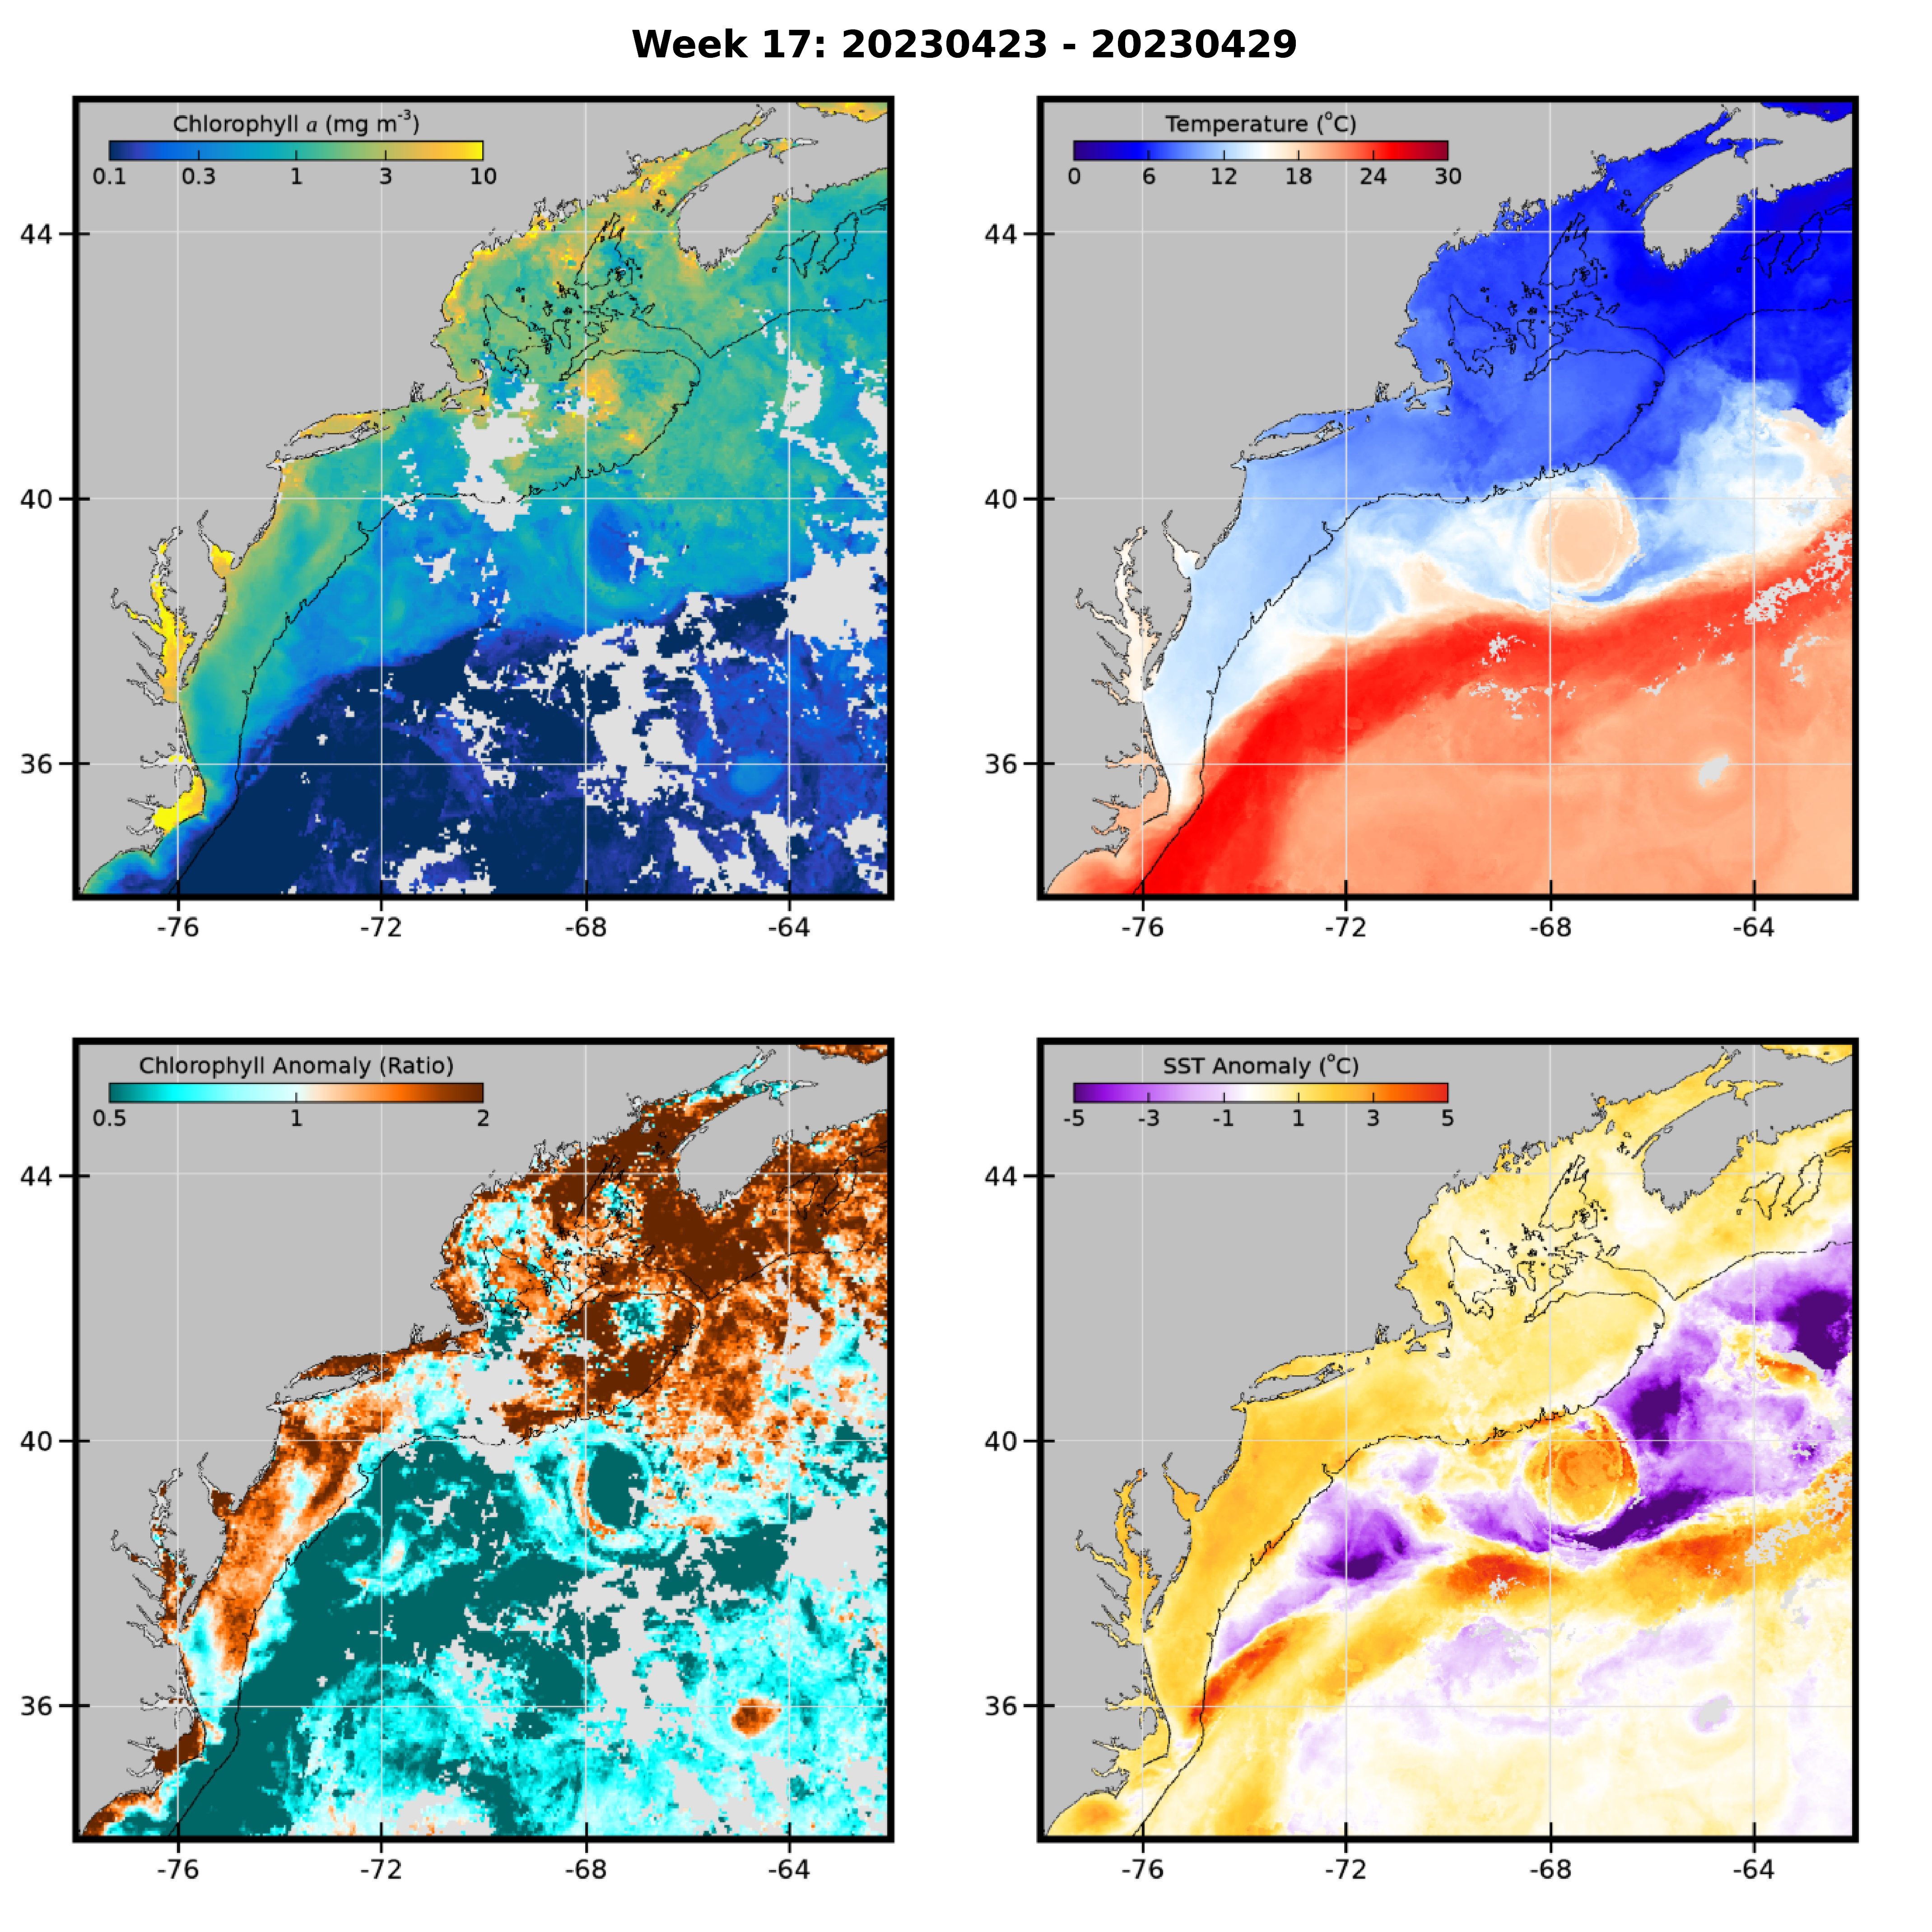 Week 17: 20230423 - 20230429
Chlorophyll a (mg m⁻³)
0.1 0.3 1 3 10
44
40
36
-76 -72 -68 -64
Temperature (°C)
0 6 12 18 24 30
44
40
36
-76 -72 -68 -64
Chlorophyll Anomaly (Ratio)
0.5 1 2
44
40
36
-76 -72 -68 -64
SST Anomaly (°C)
-5 -3 -1 1 3 5
44
40
36
-76 -72 -68 -64